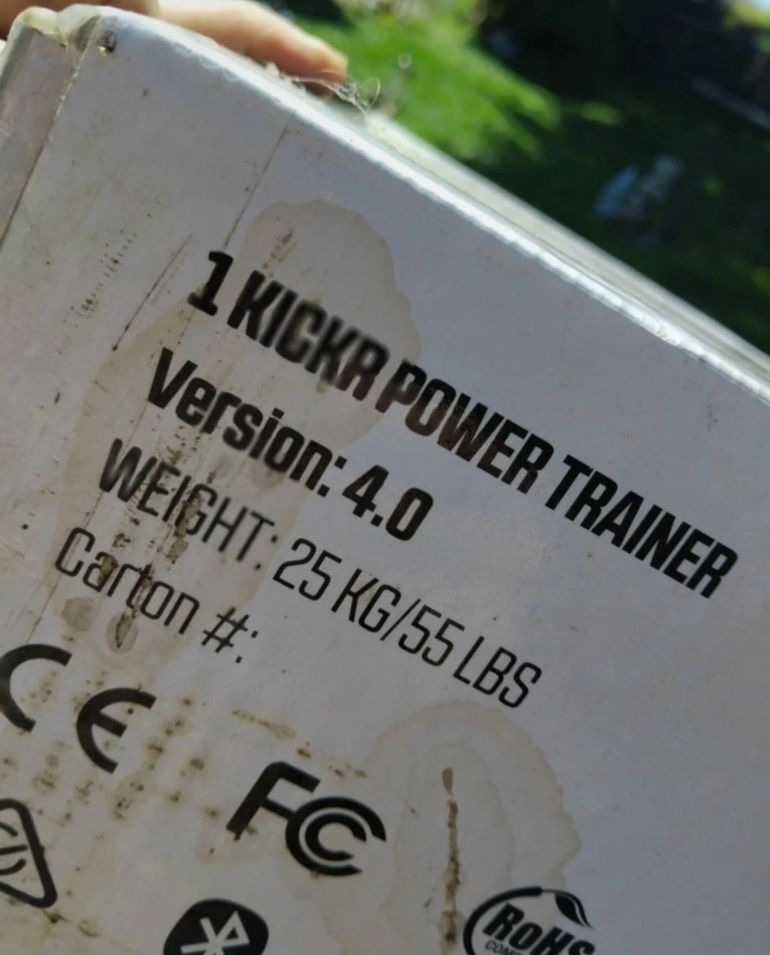 1 KICKR POWER TRAINER
Version: 4.0
WEIGHT: 25 KG/55 LBS
Carton #:
CE
FC
RoHS